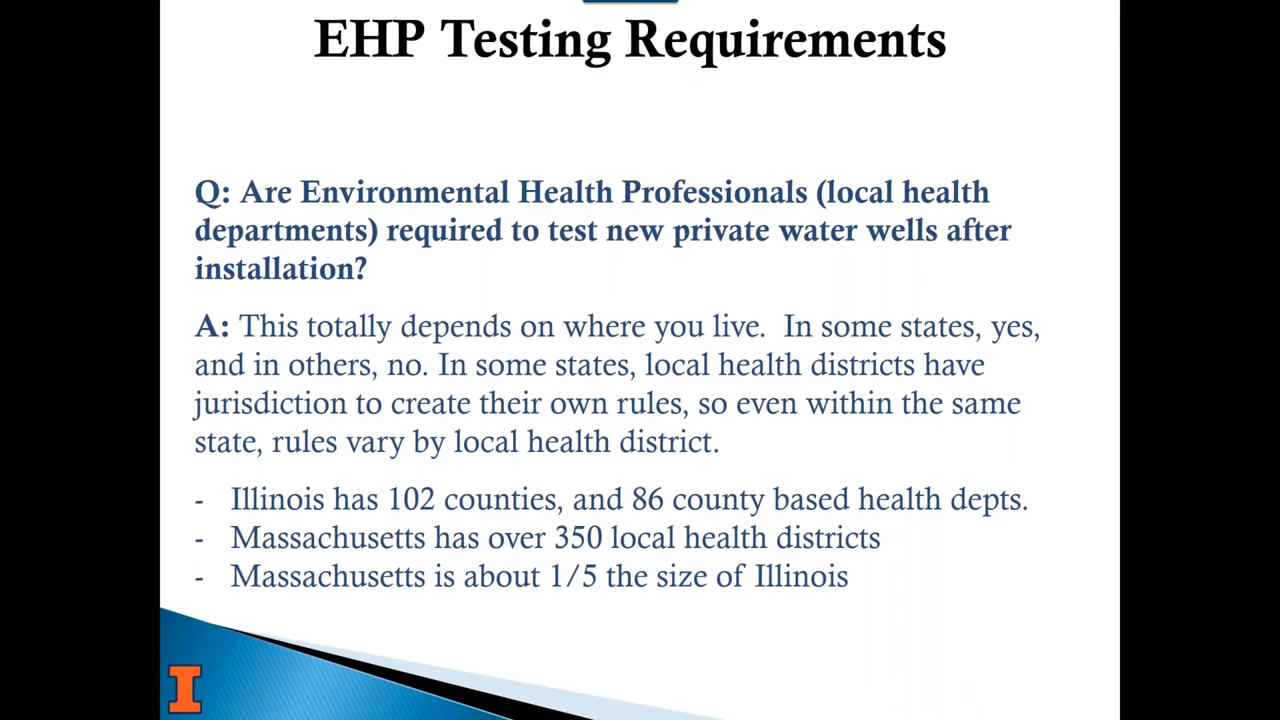 EHP Testing Requirements
Q: Are Environmental Health Professionals (local health
departments) required to test new private water wells after
installation?
A: This totally depends on where you live.  In some states, yes,
and in others, no. In some states, local health districts have
jurisdiction to create their own rules, so even within the same
state, rules vary by local health district.
- Illinois has 102 counties, and 86 county based health depts.
- Massachusetts has over 350 local health districts
- Massachusetts is about 1/5 the size of Illinois
I